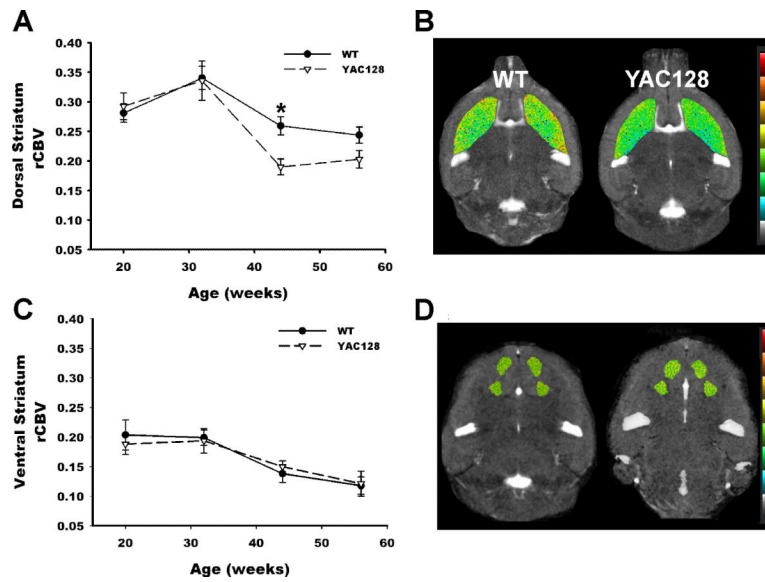 A
WT
YAC128
0.40
0.35
0.30
0.25
0.20
0.15
0.10
0.05
Dorsal Striatum
rCBV
*
20 30 40 50 60
Age (weeks)
B
WT YAC128
C
WT
YAC128
0.40
0.35
0.30
0.25
0.20
0.15
0.10
0.05
Ventral Striatum
rCBV
20 30 40 50 60
Age (weeks)
D